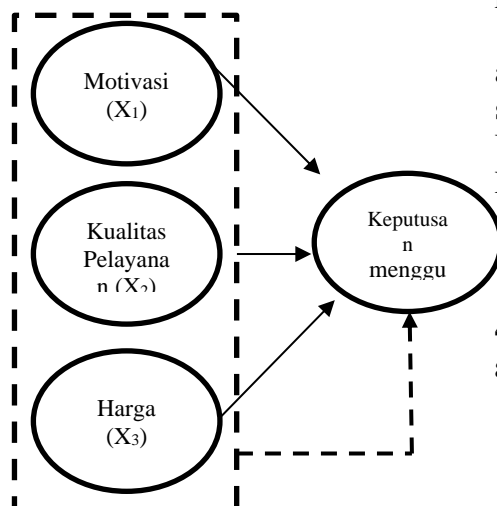 Motivasi
(X₁)
Kualitas
Pelayana
n (X₂)
Keputusa
n
menggu
Harga
(X₃)